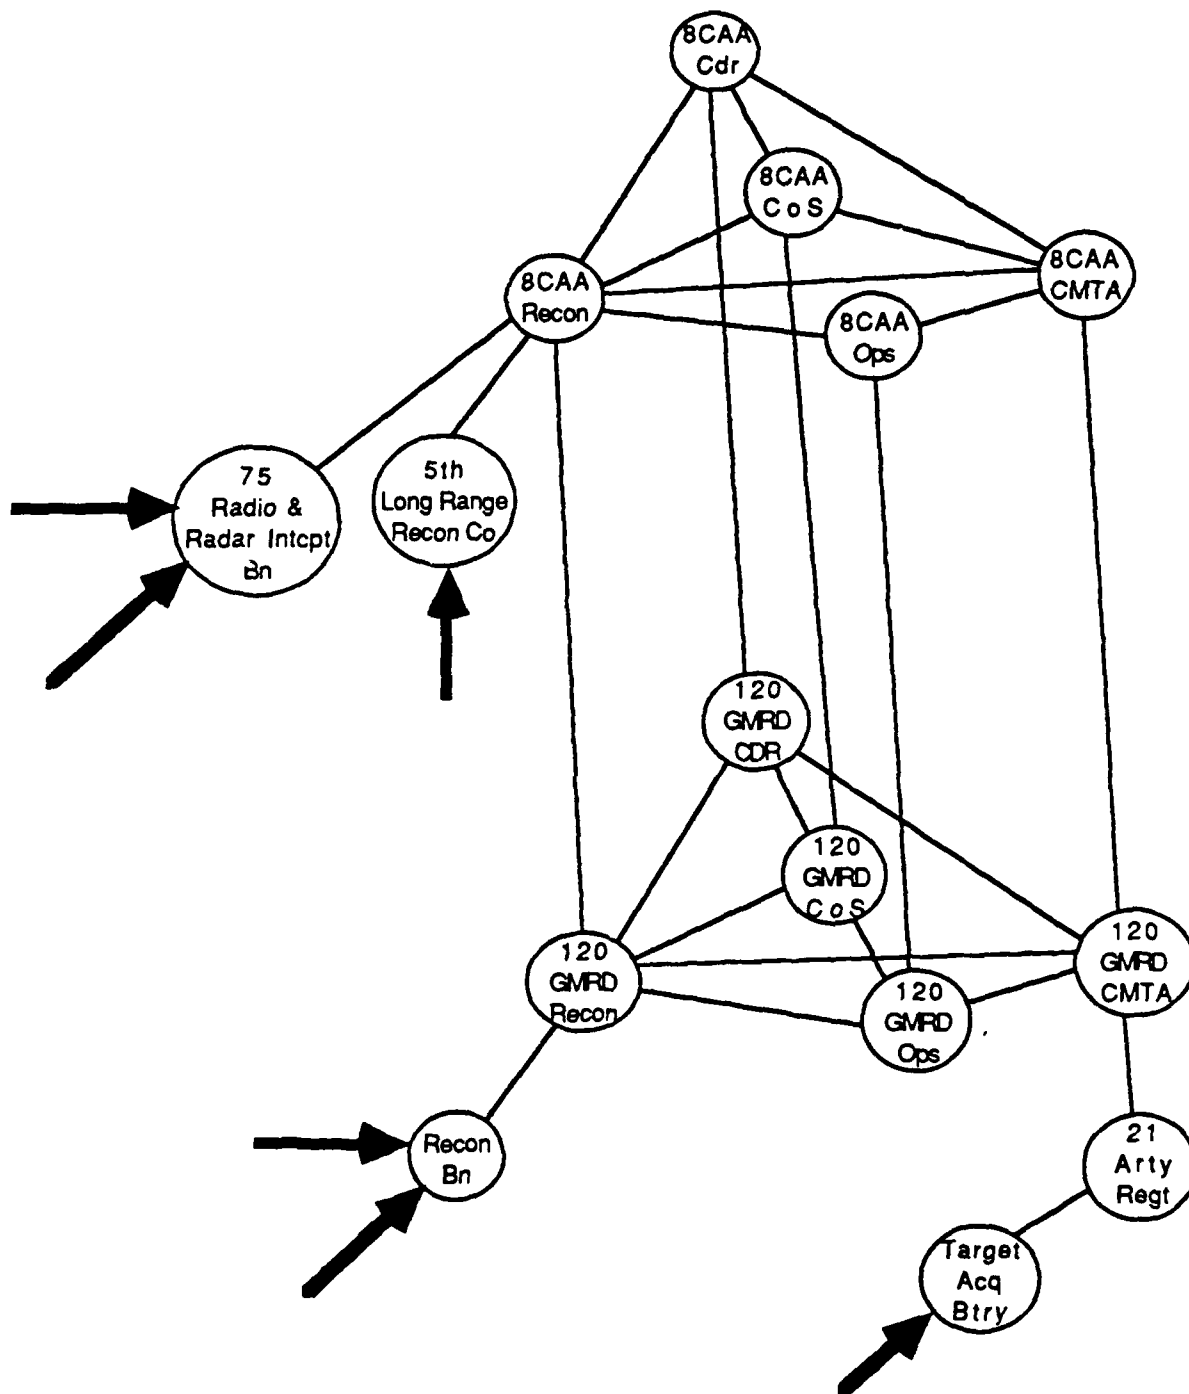 8CAA
Cdr
8CAA
CoS
8CAA
Recon
8CAA
CMTA
8CAA
Ops
75
Radio &
Radar Intcpt
Bn
5th
Long Range
Recon Co
120
GMRD
CDR
120
GMRD
CoS
120
GMRD
Recon
120
GMRD
CMTA
120
GMRD
Ops
Recon
Bn
21
Arty
Regt
Target
Acq
Btry